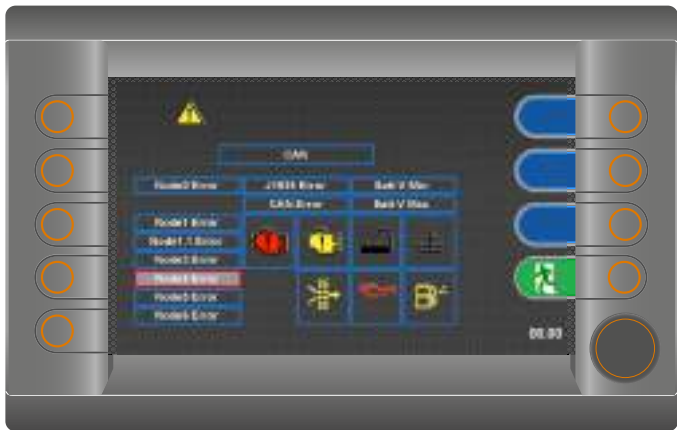 CAN
Node0 Error J1939 Error Batt V Min
CAN Error Batt V Max
Node1 Error
Node1.1 Error
Node2 Error
Node5 Error
Node6 Error
00.00